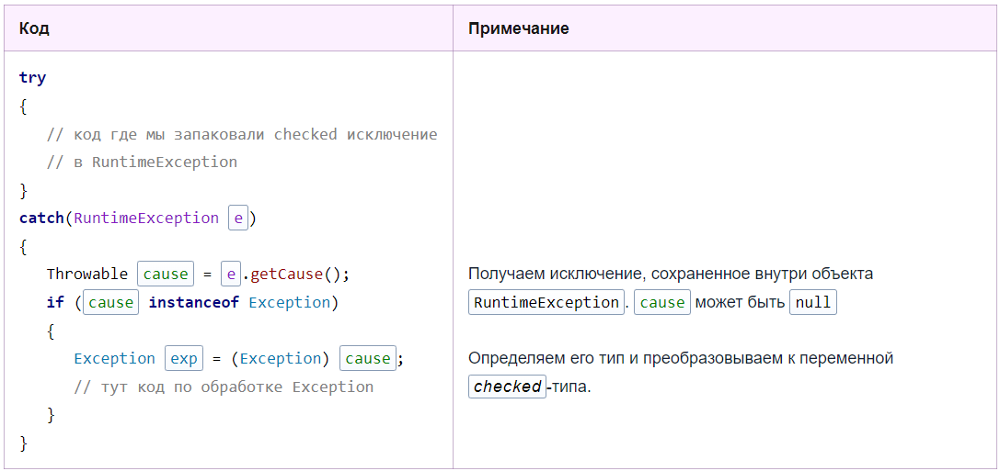 Код
Примечание
try
{
// код где мы запаковали checked исключение
// в RuntimeException
}
catch(RuntimeException e)
{
Throwable cause = e.getCause();
if (cause instanceof Exception)
{
Exception exp = (Exception) cause;
// тут код по обработке Exception
}
}
Получаем исключение, сохраненное внутри объекта
RuntimeException. cause может быть null
Определяем его тип и преобразовываем к переменной
checked-типа.